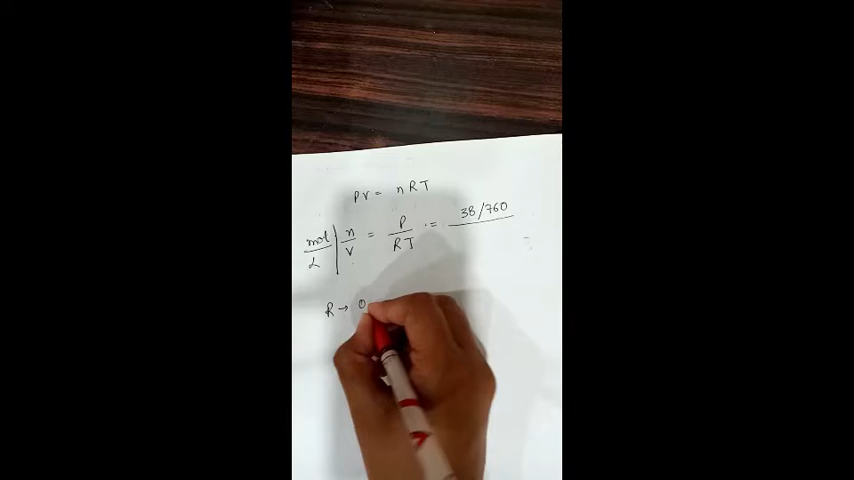 PV = nRT
mol/L | n/V = P/RT = 38/760
R → 0